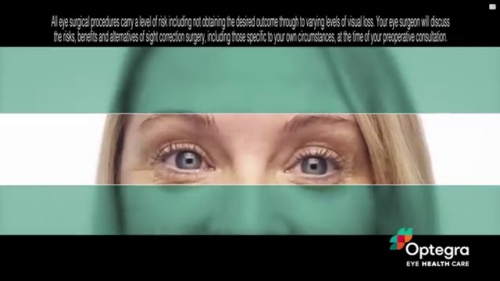 All eye surgical procedures carry a level of risk including not obtaining the desired outcome through to varying levels of visual loss. Your eye surgeon will discuss
the risks, benefits and alternatives of sight correction surgery, including those specific to your own circumstances, at the time of your preoperative consultation.
Optegra
EYE HEALTH CARE